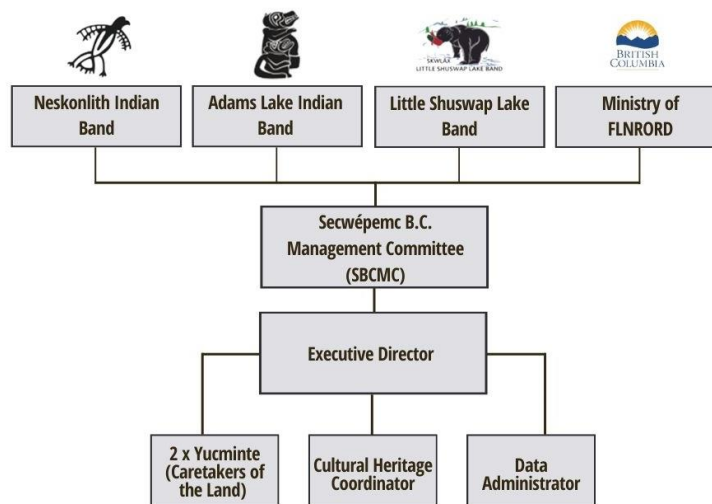 SKWLĀX
LITTLE SHUSWAP LAKE BAND
BRITISH
COLUMBIA
Neskonlith Indian
Band
Adams Lake Indian
Band
Little Shuswap Lake
Band
Ministry of
FLNRORD
Secwépemc B.C.
Management Committee
(SBCMC)
Executive Director
2 x Yucminte
(Caretakers of
the Land)
Cultural Heritage
Coordinator
Data
Administrator